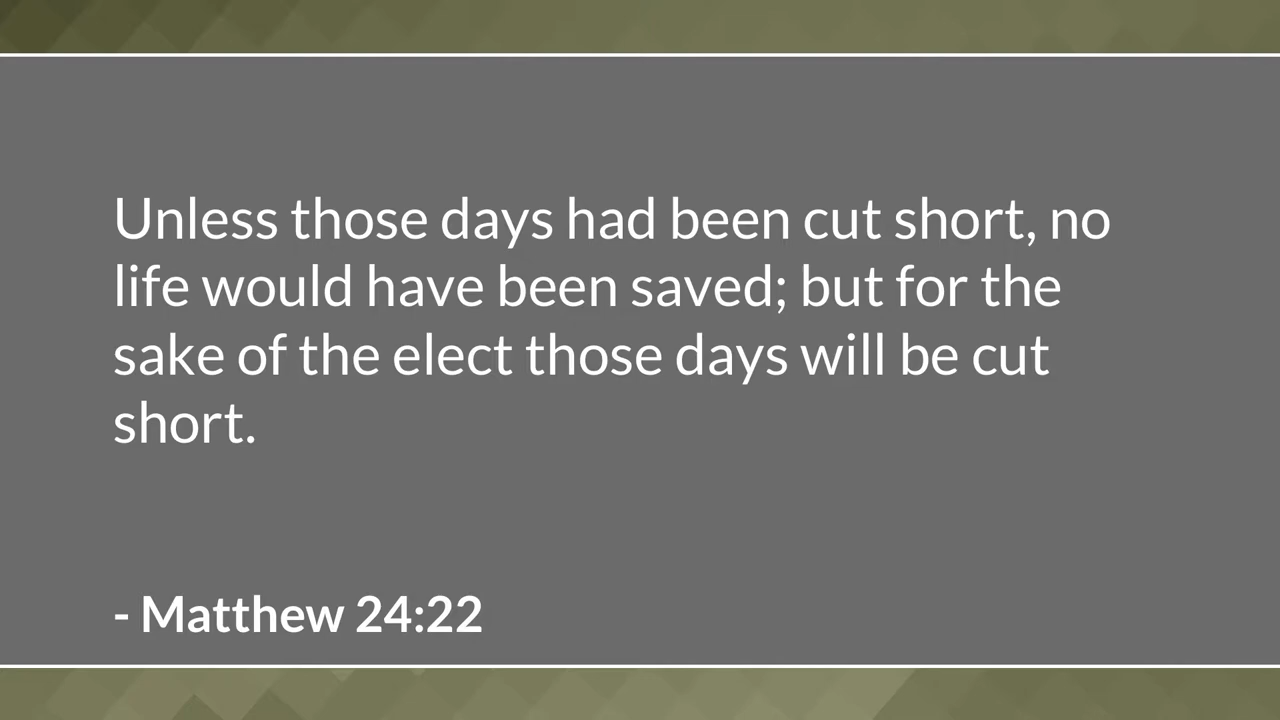 Unless those days had been cut short, no
life would have been saved; but for the
sake of the elect those days will be cut
short.
- Matthew 24:22